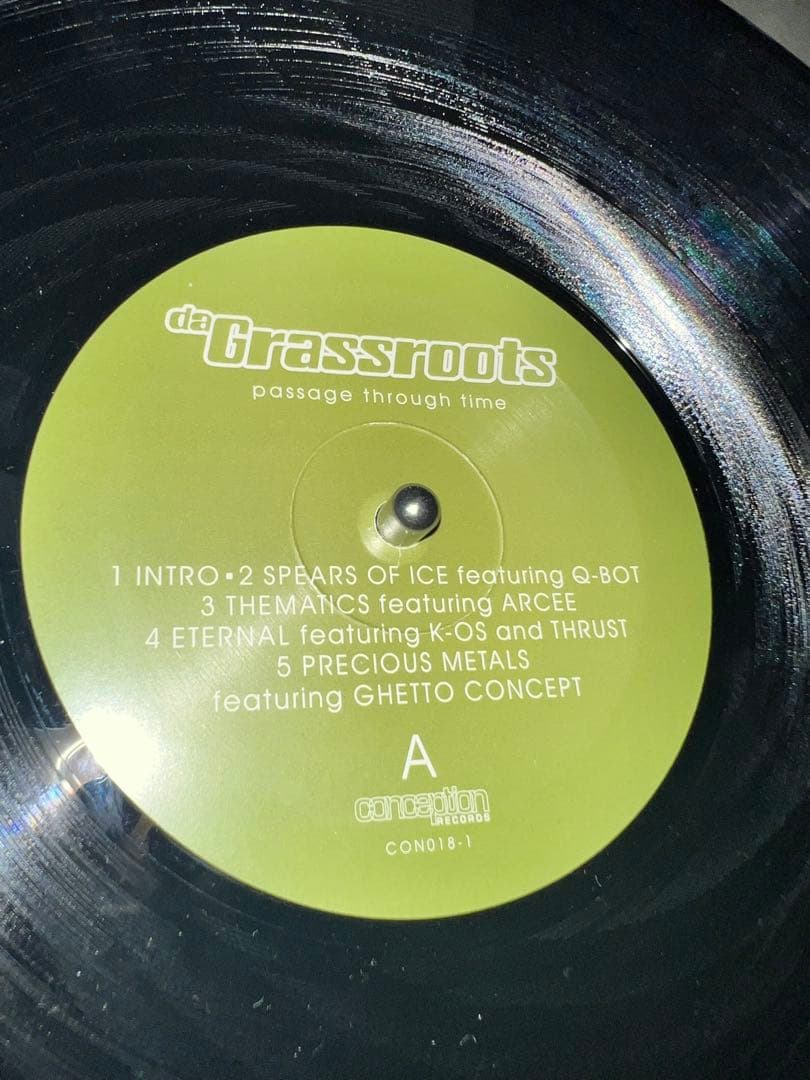 da Grassroots
passage through time
1 INTRO ▪ 2 SPEARS OF ICE featuring Q-BOT
3 THEMATICS featuring ARCEE
4 ETERNAL featuring K-OS and THRUST
5 PRECIOUS METALS
featuring GHETTO CONCEPT
A
conception
RECORDS
CON018-1